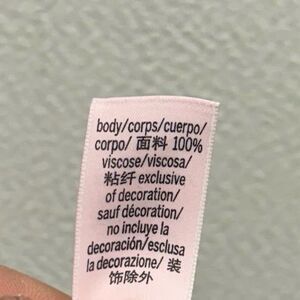 body/corps/cuerpo/
corpo/ 面料 100%
viscose/viscosa/
粘纤 exclusive
of decoration/
sauf décoration/
no incluye la
decoración/esclusa
la decorazione/ 装
饰除外